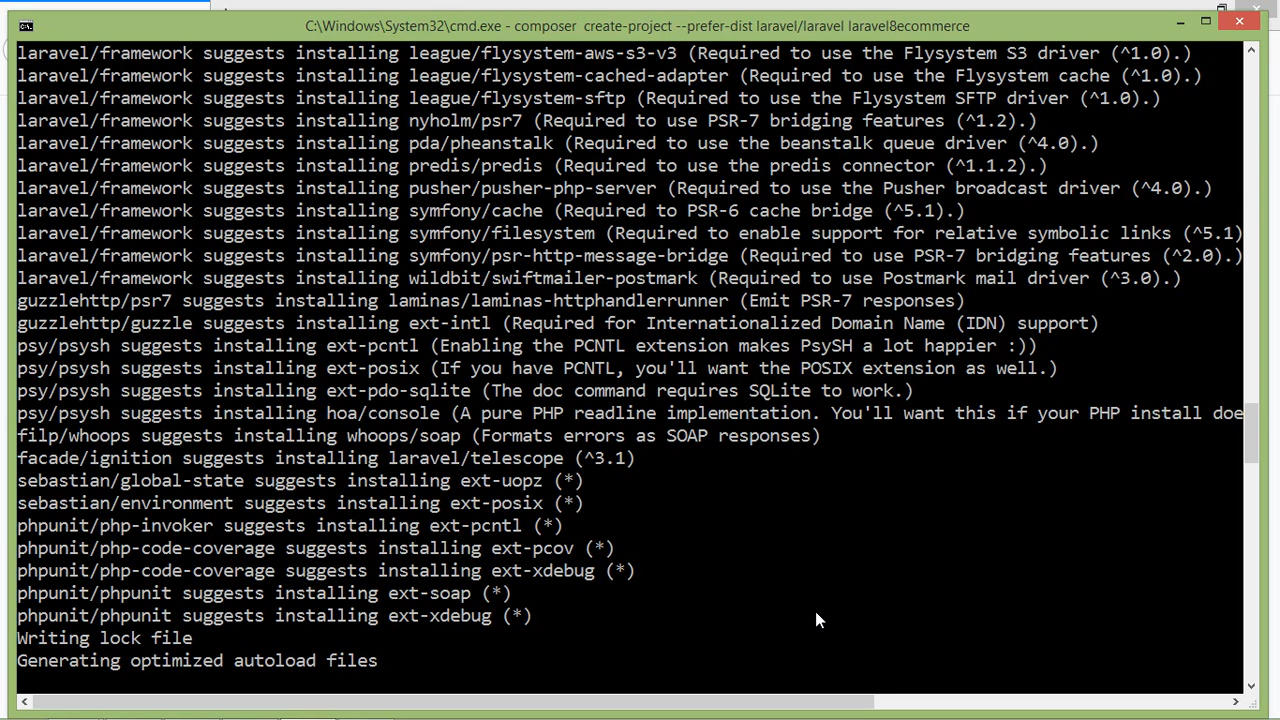 C:\Windows\System32\cmd.exe - composer  create-project --prefer-dist laravel/laravel laravel8ecommerce
laravel/framework suggests installing league/flysystem-aws-s3-v3 (Required to use the Flysystem S3 driver (^1.0).)
laravel/framework suggests installing league/flysystem-cached-adapter (Required to use the Flysystem cache (^1.0).)
laravel/framework suggests installing league/flysystem-sftp (Required to use the Flysystem SFTP driver (^1.0).)
laravel/framework suggests installing nyholm/psr7 (Required to use PSR-7 bridging features (^1.2).)
laravel/framework suggests installing pda/pheanstalk (Required to use the beanstalk queue driver (^4.0).)
laravel/framework suggests installing predis/predis (Required to use the predis connector (^1.1.2).)
laravel/framework suggests installing pusher/pusher-php-server (Required to use the Pusher broadcast driver (^4.0).)
laravel/framework suggests installing symfony/cache (Required to PSR-6 cache bridge (^5.1).)
laravel/framework suggests installing symfony/filesystem (Required to enable support for relative symbolic links (^5.1)
laravel/framework suggests installing symfony/psr-http-message-bridge (Required to use PSR-7 bridging features (^2.0).)
laravel/framework suggests installing wildbit/swiftmailer-postmark (Required to use Postmark mail driver (^3.0).)
guzzlehttp/psr7 suggests installing laminas/laminas-httphandlerrunner (Emit PSR-7 responses)
guzzlehttp/guzzle suggests installing ext-intl (Required for Internationalized Domain Name (IDN) support)
psy/psysh suggests installing ext-pcntl (Enabling the PCNTL extension makes PsySH a lot happier :))
psy/psysh suggests installing ext-posix (If you have PCNTL, you'll want the POSIX extension as well.)
psy/psysh suggests installing ext-pdo-sqlite (The doc command requires SQLite to work.)
psy/psysh suggests installing hoa/console (A pure PHP readline implementation. You'll want this if your PHP install doe
filp/whoops suggests installing whoops/soap (Formats errors as SOAP responses)
facade/ignition suggests installing laravel/telescope (^3.1)
sebastian/global-state suggests installing ext-uopz (*)
sebastian/environment suggests installing ext-posix (*)
phpunit/php-invoker suggests installing ext-pcntl (*)
phpunit/php-code-coverage suggests installing ext-pcov (*)
phpunit/php-code-coverage suggests installing ext-xdebug (*)
phpunit/phpunit suggests installing ext-soap (*)
phpunit/phpunit suggests installing ext-xdebug (*)
Writing lock file
Generating optimized autoload files